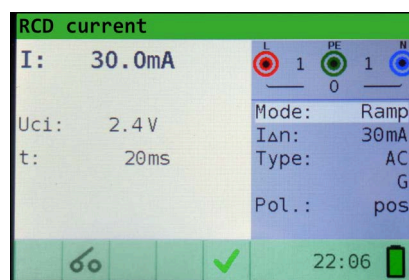 RCD current
I: 30.0mA
Uci: 2.4V
t: 20ms
L PE N
1 1
0
Mode: Ramp
I∆n: 30mA
Type: AC
G
Pol.: pos
22:06